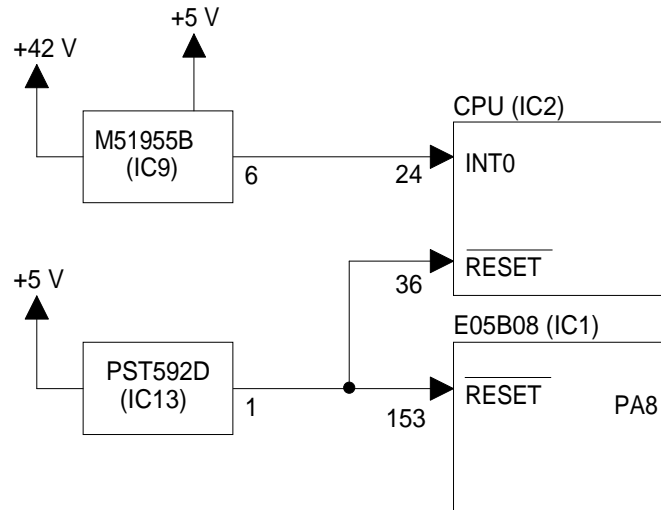 +5 V
+42 V
CPU (IC2)
M51955B
(IC9)
6
24
INT0
36
RESET
+5 V
E05B08 (IC1)
PST592D
(IC13)
1
153
RESET
PA8